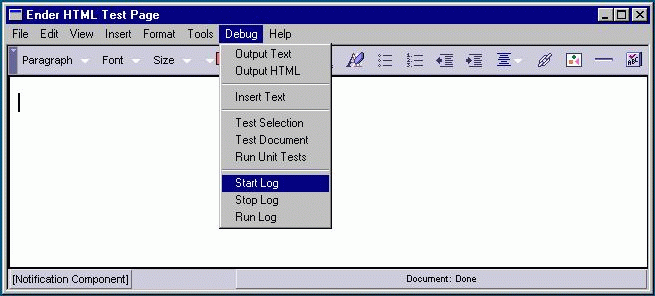 Ender HTML Test Page
File Edit View Insert Format Tools Debug Help
Paragraph Font Size
Output Text
Output HTML
Insert Text
Test Selection
Test Document
Run Unit Tests
Start Log
Stop Log
Run Log
[Notification Component] Document: Done